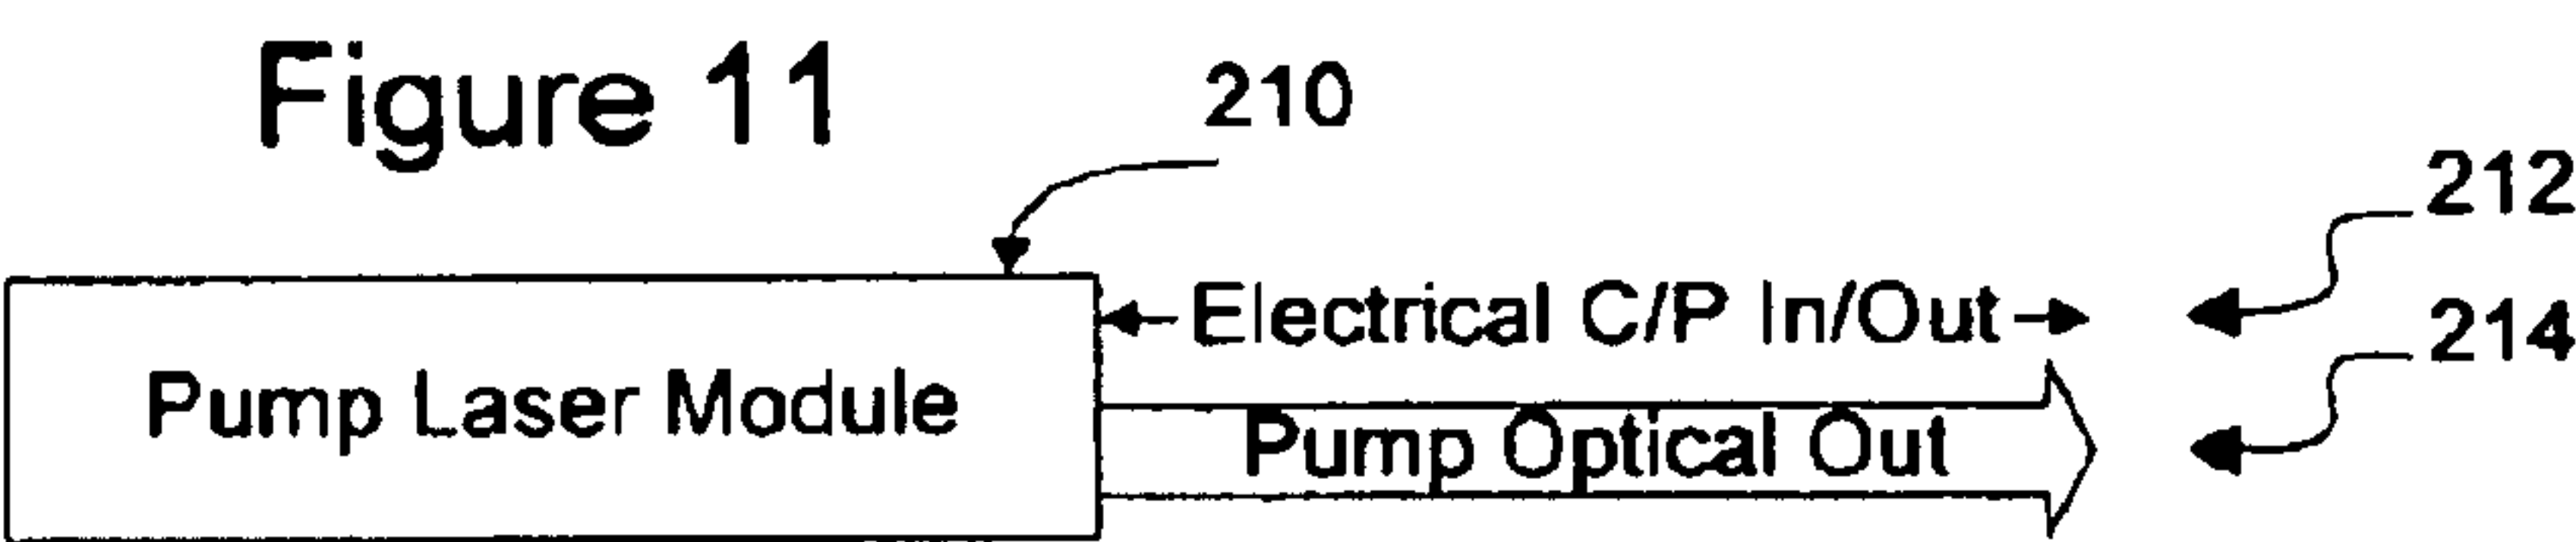 Figure 11
210
212
Electrical C/P In/Out
214
Pump Laser Module
Pump Optical Out